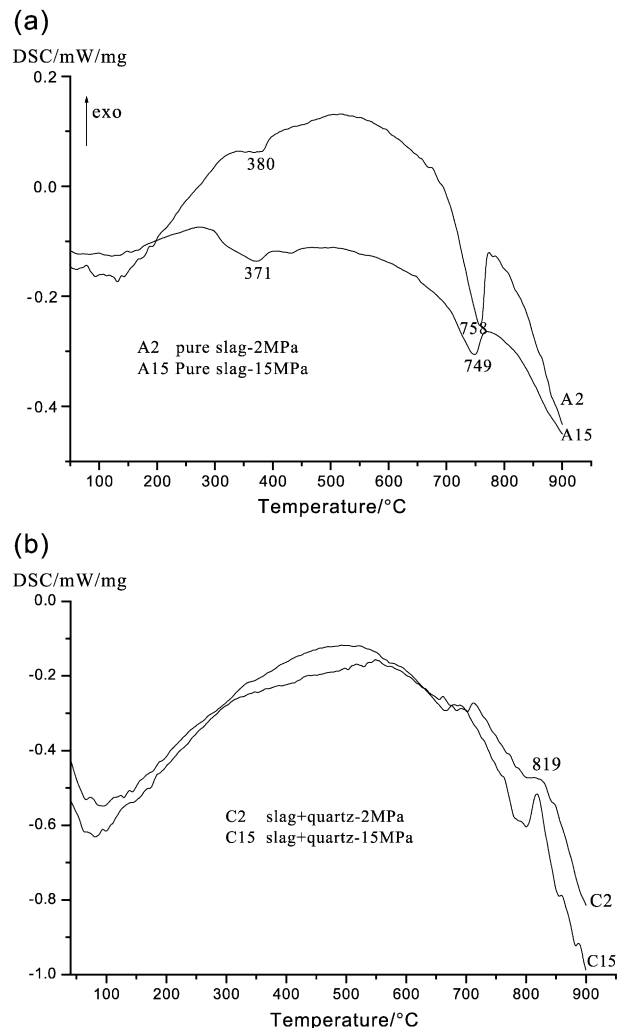 (a)
DSC/mW/mg
0.2
exo
380
0.0
371
-0.2
758
A2 pure slag-2MPa
749
A15 Pure slag-15MPa
-0.4
A2
A15
100 200 300 400 500 600 700 800 900
Temperature/°C
(b)
DSC/mW/mg
0.0
-0.2
-0.4
819
-0.6
C2 slag+quartz-2MPa
C15 slag+quartz-15MPa
-0.8
C2
C15
-1.0
100 200 300 400 500 600 700 800 900
Temperature/°C